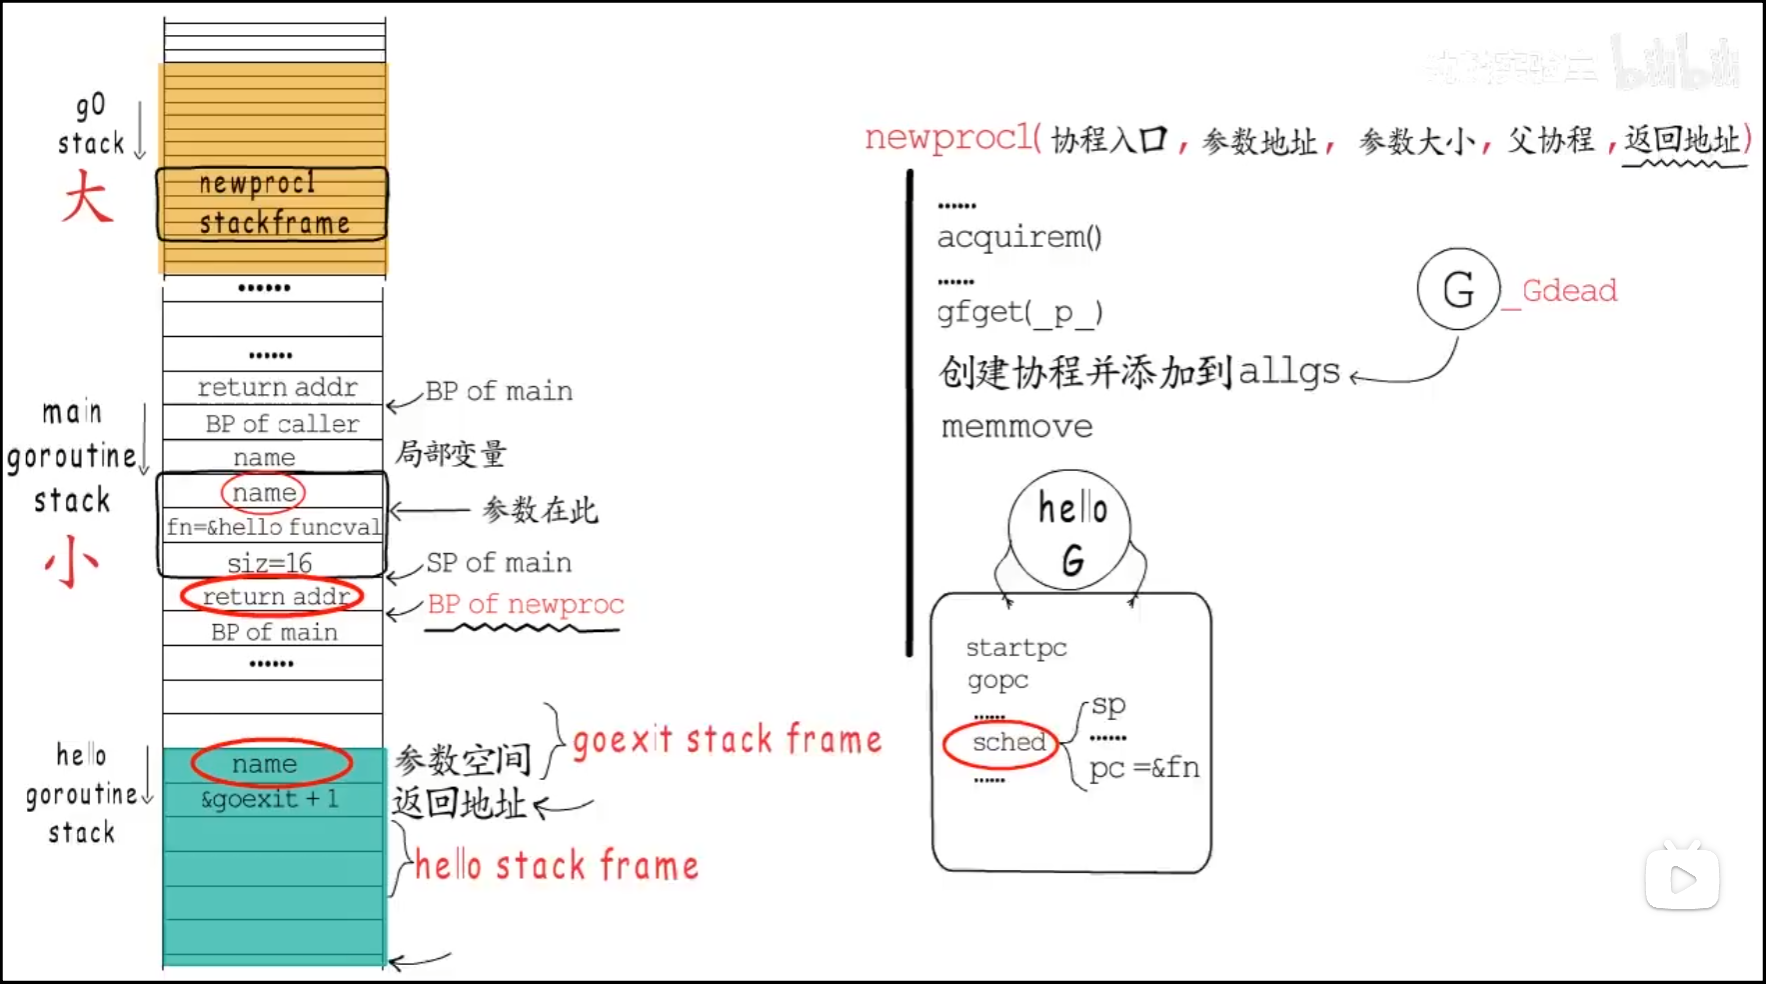 g0
stack
大
newproc1
stackframe
......
......
return addr
BP of main
BP of caller
main
goroutine
stack
小
name
局部变量
name
参数在此
fn=&hello funcval
siz=16
SP of main
return addr
BP of newproc
BP of main
......
hello
goroutine
stack
name
参数空间
goexit stack frame
&goexit + 1
返回地址
hello stack frame
newproc1(协程入口,参数地址,参数大小,父协程,返回地址)
......
acquirem()
......
gfget(_p_)
G
_Gdead
创建协程并添加到allgs
memmove
hello
G
startpc
gopc
......
sched
......
sp
......
pc =&fn
bilibili